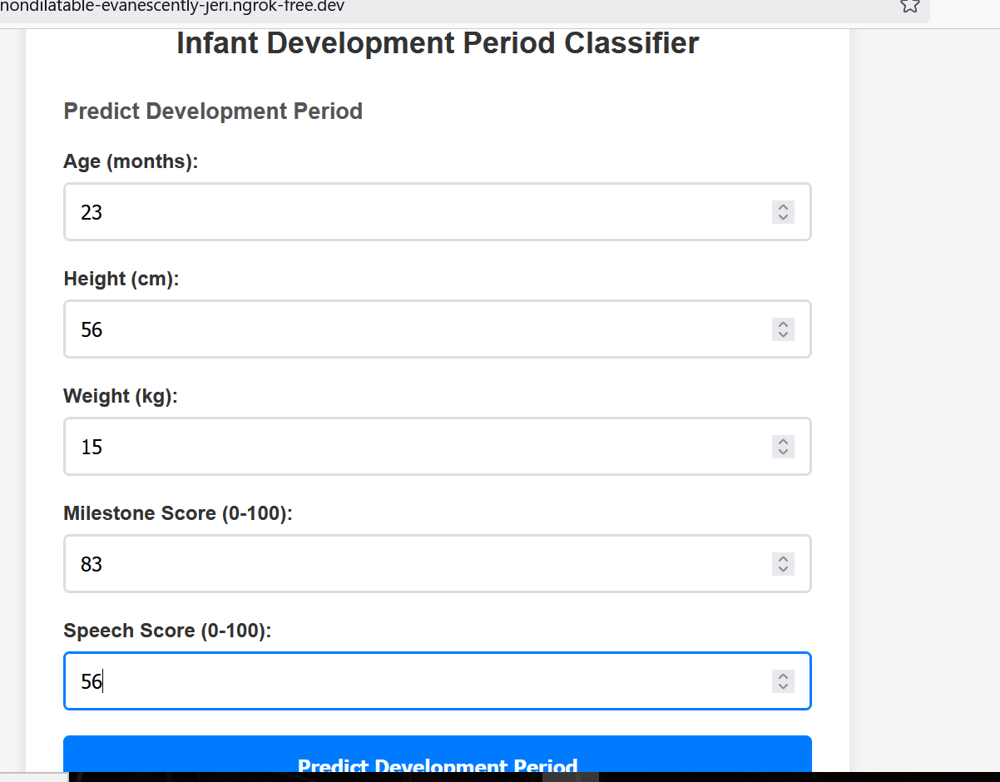 nondilatable-evanescently-jeri.ngrok-free.dev
Infant Development Period Classifier
Predict Development Period
Age (months):
23
Height (cm):
56
Weight (kg):
15
Milestone Score (0-100):
83
Speech Score (0-100):
56
Predict Development Period